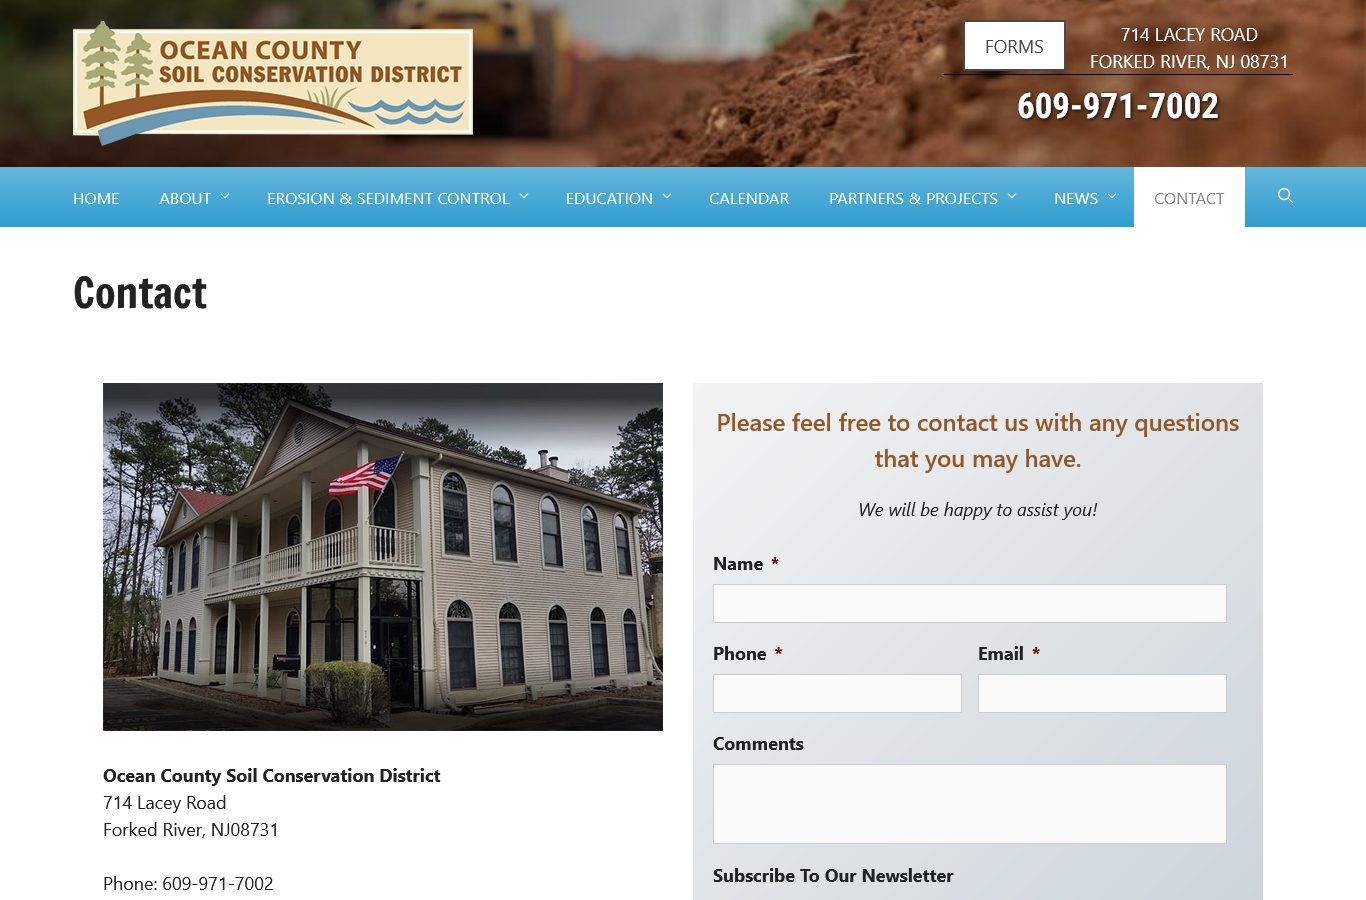 OCEAN COUNTY
SOIL CONSERVATION DISTRICT
FORMS
714 LACEY ROAD
FORKED RIVER, NJ 08731
609-971-7002
HOME
ABOUT
EROSION & SEDIMENT CONTROL
EDUCATION
CALENDAR
PARTNERS & PROJECTS
NEWS
CONTACT
Contact
Ocean County Soil Conservation District
714 Lacey Road
Forked River, NJ08731
Phone: 609-971-7002
Please feel free to contact us with any questions
that you may have.
We will be happy to assist you!
Name *
Phone *
Email *
Comments
Subscribe To Our Newsletter